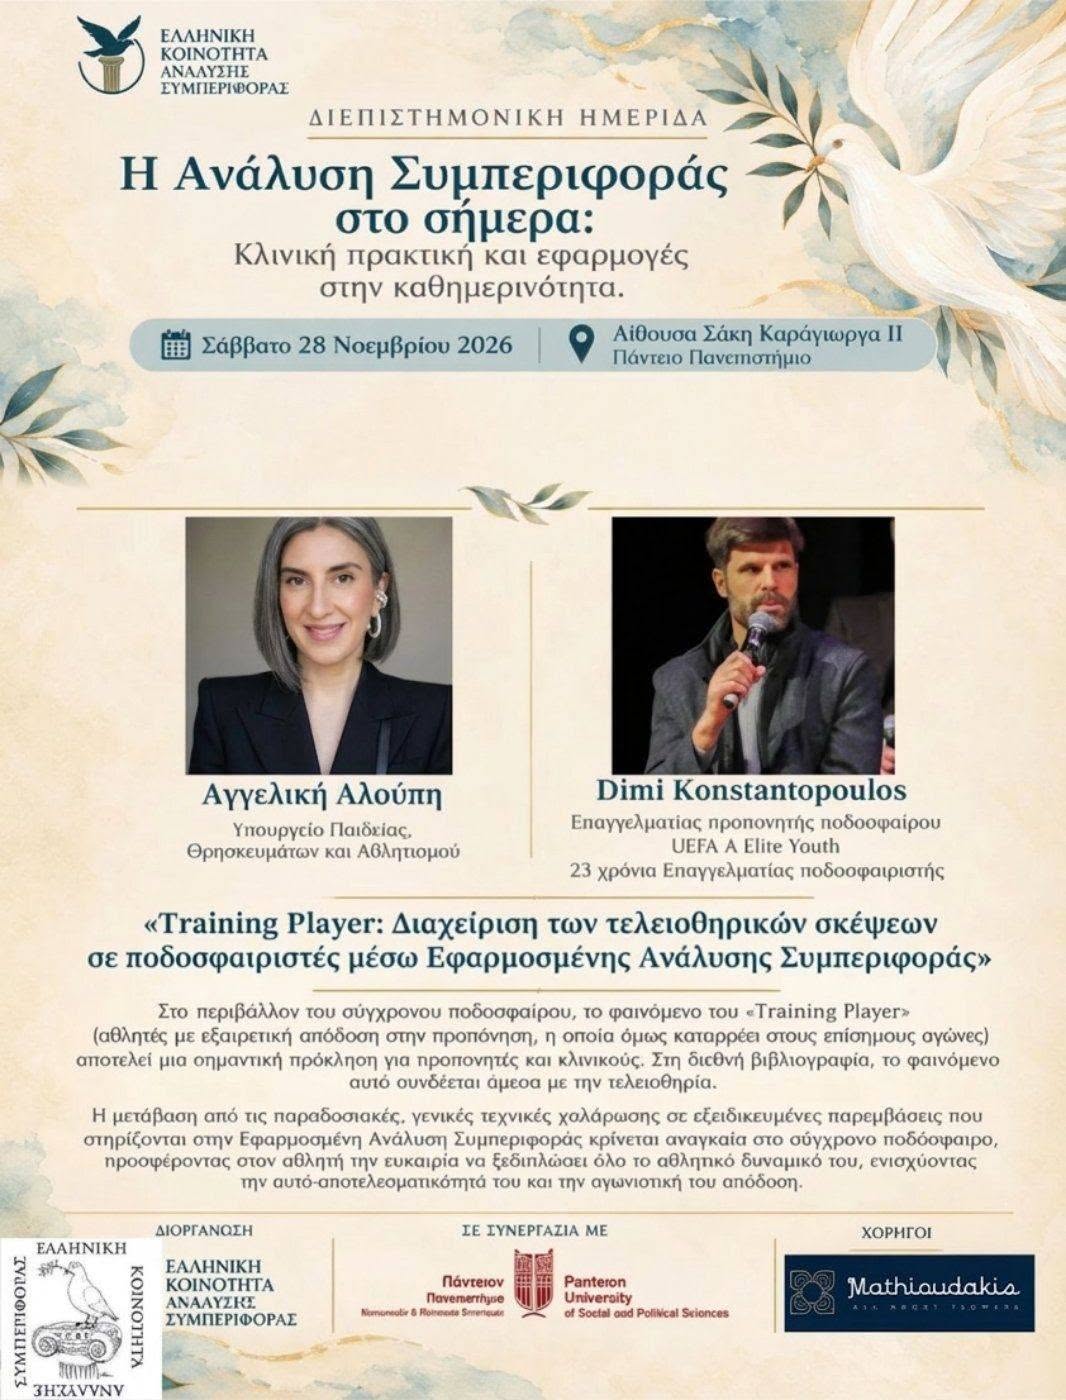 ΕΛΛΗΝΙΚΗ
ΚΟΙΝΟΤΗΤΑ
ΑΝΑΛΥΣΗΣ
ΣΥΜΠΕΡΙΦΟΡΑΣ
ΔΙΕΠΙΣΤΗΜΟΝΙΚΗ ΗΜΕΡΙΔΑ
Η Ανάλυση Συμπεριφοράς
στο σήμερα:
Κλινική πρακτική και εφαρμογές
στην καθημερινότητα.
Σάββατο 28 Νοεμβρίου 2026
Αίθουσα Σάκη Καράγιωργα ΙΙ
Πάντειο Πανεπιστήμιο
Αγγελική Αλούπη
Υπουργείο Παιδείας,
Θρησκευμάτων και Αθλητισμού
Dimi Konstantopoulos
Επαγγελματίας προπονητής ποδοσφαίρου
UEFA A Elite Youth
23 χρόνια Επαγγελματίας ποδοσφαιριστής
«Training Player: Διαχείριση των τελειοθηρικών σκέψεων
σε ποδοσφαιριστές μέσω Εφαρμοσμένης Ανάλυσης Συμπεριφοράς»
Στο περιβάλλον του σύγχρονου ποδοσφαίρου, το φαινόμενο του «Training Player»
(αθλητές με εξαιρετική απόδοση στην προπόνηση, η οποία όμως καταρρέει στους επίσημους αγώνες)
αποτελεί μια σημαντική πρόκληση για προπονητές και κλινικούς. Στη διεθνή βιβλιογραφία, το φαινόμενο
αυτό συνδέεται άμεσα με την τελειοθηρία.
Η μετάβαση από τις παραδοσιακές, γενικές τεχνικές χαλάρωσης σε εξειδικευμένες παρεμβάσεις που
στηρίζονται στην Εφαρμοσμένη Ανάλυση Συμπεριφοράς κρίνεται αναγκαία στο σύγχρονο ποδόσφαιρο,
προσφέροντας στον αθλητή την ευκαιρία να ξεδιπλώσει όλο το αθλητικό δυναμικό του, ενισχύοντας
την αυτό-αποτελεσματικότητά του και την αγωνιστική του απόδοση.
ΔΙΟΡΓΑΝΩΣΗ
ΕΛΛΗΝΙΚΗ
ΚΟΙΝΟΤΗΤΑ
ΑΝΑΛΥΣΗΣ
ΣΥΜΠΕΡΙΦΟΡΑΣ
ΕΛΛΗΝΙΚΗ
ΚΟΙΝΟΤΗΤΑ
ΑΝΑΛΥΣΗΣ
ΣΥΜΠΕΡΙΦΟΡΑΣ
ΣΕ ΣΥΝΕΡΓΑΣΙΑ ΜΕ
Πάντειον
Panteion
University
of Social and Political Sciences
ΧΟΡΗΓΟΙ
Mathioudakis